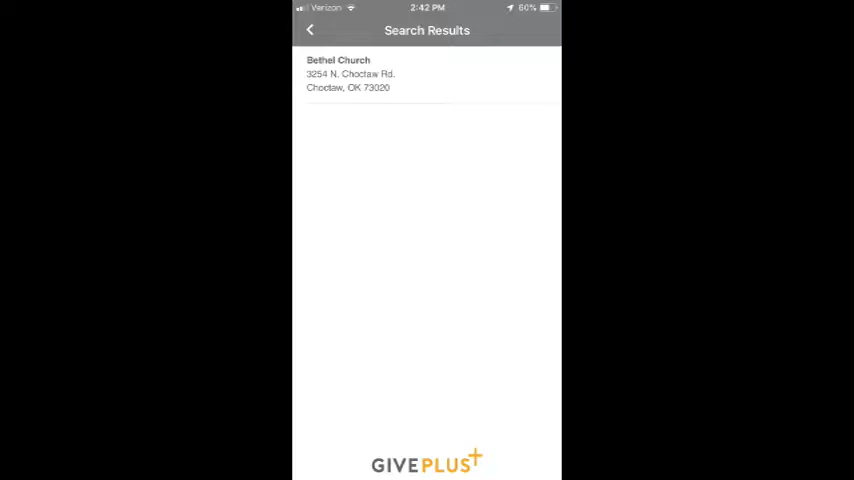 Verizon 2:42 PM 60%
Search Results
Bethel Church
3254 N. Choctaw Rd.
Choctaw, OK 73020
GIVEPLUS+